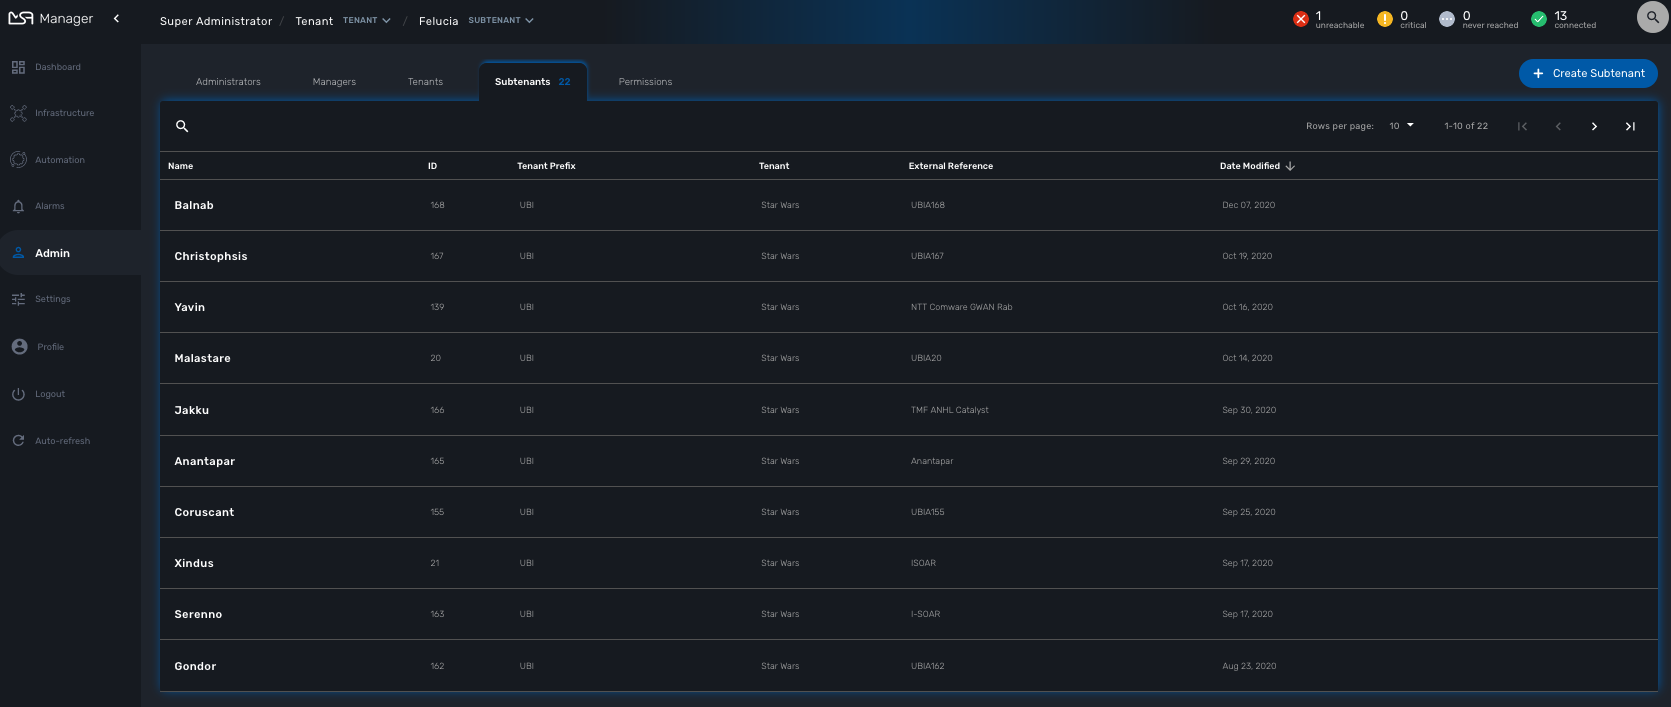 MSA Manager
Super Administrator / Tenant TENANT / Felucia SUBTENANT
1 unreachable
0 critical
0 never reached
13 connected
Dashboard
Infrastructure
Automation
Alarms
Admin
Settings
Profile
Logout
Auto-refresh
Administrators Managers Tenants Subtenants 22 Permissions
+ Create Subtenant
Rows per page: 10 1-10 of 22
Name ID Tenant Prefix Tenant External Reference Date Modified
Balnab 168 UBI Star Wars UBIA168 Dec 07, 2020
Christophsis 167 UBI Star Wars UBIA167 Oct 19, 2020
Yavin 139 UBI Star Wars NTT Comware GWAN Rab Oct 16, 2020
Malastare 20 UBI Star Wars UBIA20 Oct 14, 2020
Jakku 166 UBI Star Wars TMF ANHL Catalyst Sep 30, 2020
Anantapar 165 UBI Star Wars Anantapar Sep 29, 2020
Coruscant 155 UBI Star Wars UBIA155 Sep 25, 2020
Xindus 21 UBI Star Wars ISOAR Sep 17, 2020
Serenno 163 UBI Star Wars I-SOAR Sep 17, 2020
Gondor 162 UBI Star Wars UBIA162 Aug 23, 2020